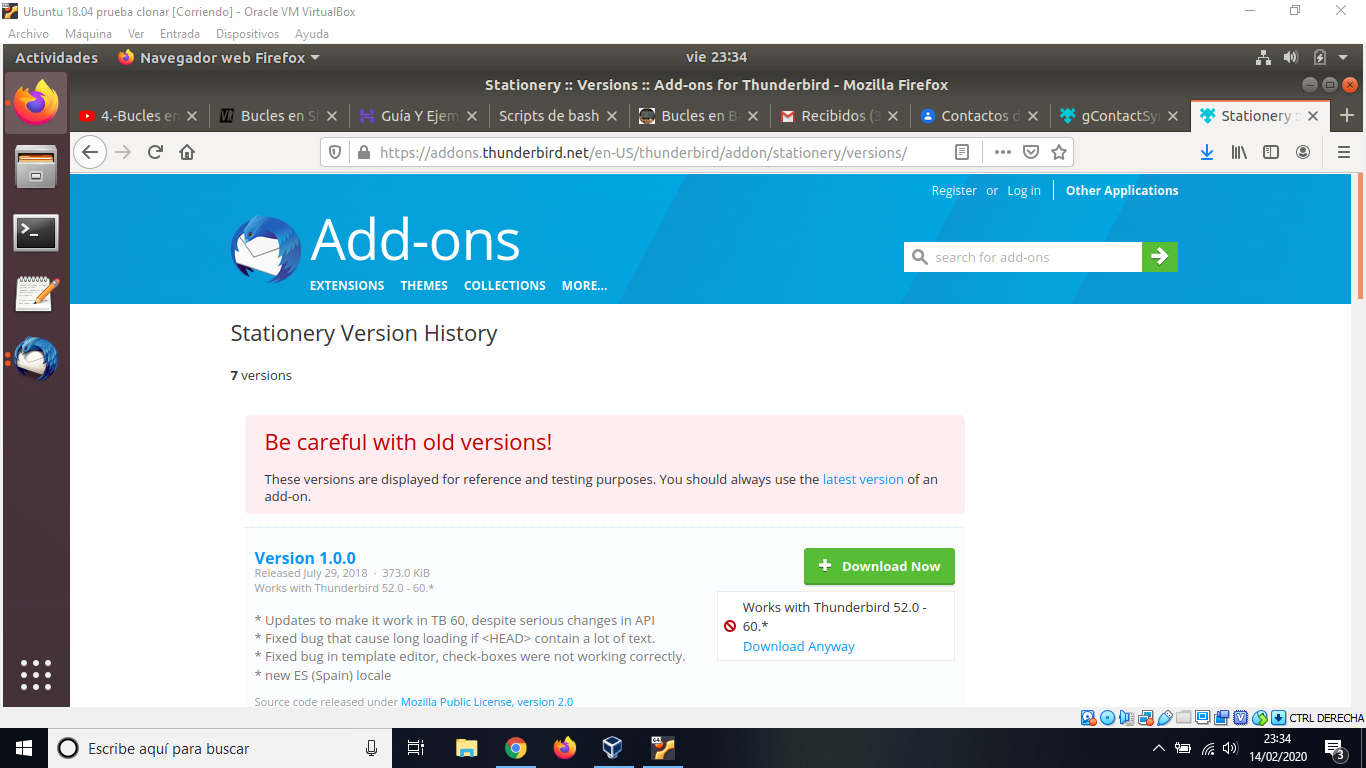 Ubuntu 18.04 prueba clonar [Corriendo] - Oracle VM VirtualBox
Archivo Máquina Ver Entrada Dispositivos Ayuda
Actividades Navegador web Firefox vie 23:34
Stationery :: Versions :: Add-ons for Thunderbird - Mozilla Firefox
4.-Bucles en Bucles en Sh Guía Y Ejem Scripts de bash Bucles en Ba Recibidos (3 Contactos d gContactSyn Stationery ::
https://addons.thunderbird.net/en-US/thunderbird/addon/stationery/versions/
Register or Log in Other Applications
Add-ons
search for add-ons
EXTENSIONS THEMES COLLECTIONS MORE...
Stationery Version History
7 versions
Be careful with old versions!
These versions are displayed for reference and testing purposes. You should always use the latest version of an
add-on.
Version 1.0.0
Released July 29, 2018 · 373.0 KiB
Works with Thunderbird 52.0 - 60.*
Download Now
Works with Thunderbird 52.0 -
60.*
Download Anyway
* Updates to make it work in TB 60, despite serious changes in API
* Fixed bug that cause long loading if <HEAD> contain a lot of text.
* Fixed bug in template editor, check-boxes were not working correctly.
* new ES (Spain) locale
Source code released under Mozilla Public License, version 2.0
CTRL DERECHA
Escribe aquí para buscar
23:34
14/02/2020
3